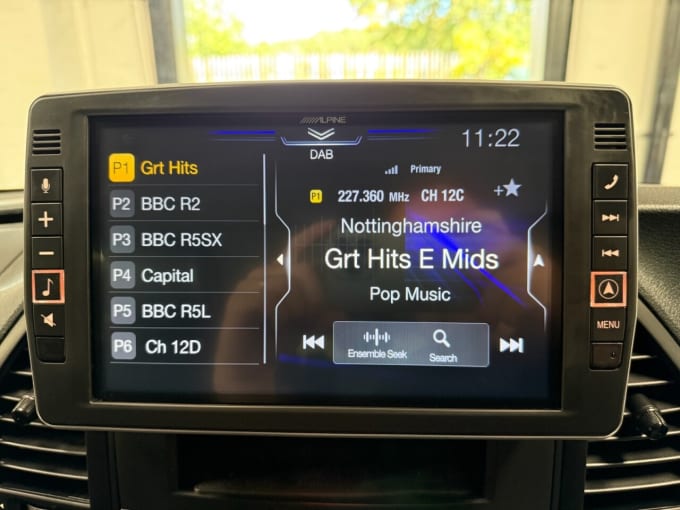 ALPINE
DAB
11:22
P1 Grt Hits
P2 BBC R2
P3 BBC R5SX
P4 Capital
P5 BBC R5L
P6 Ch 12D
Primary
P1 227.360 MHz CH 12C
Nottinghamshire
Grt Hits E Mids
Pop Music
Ensemble Seek
Search
MENU